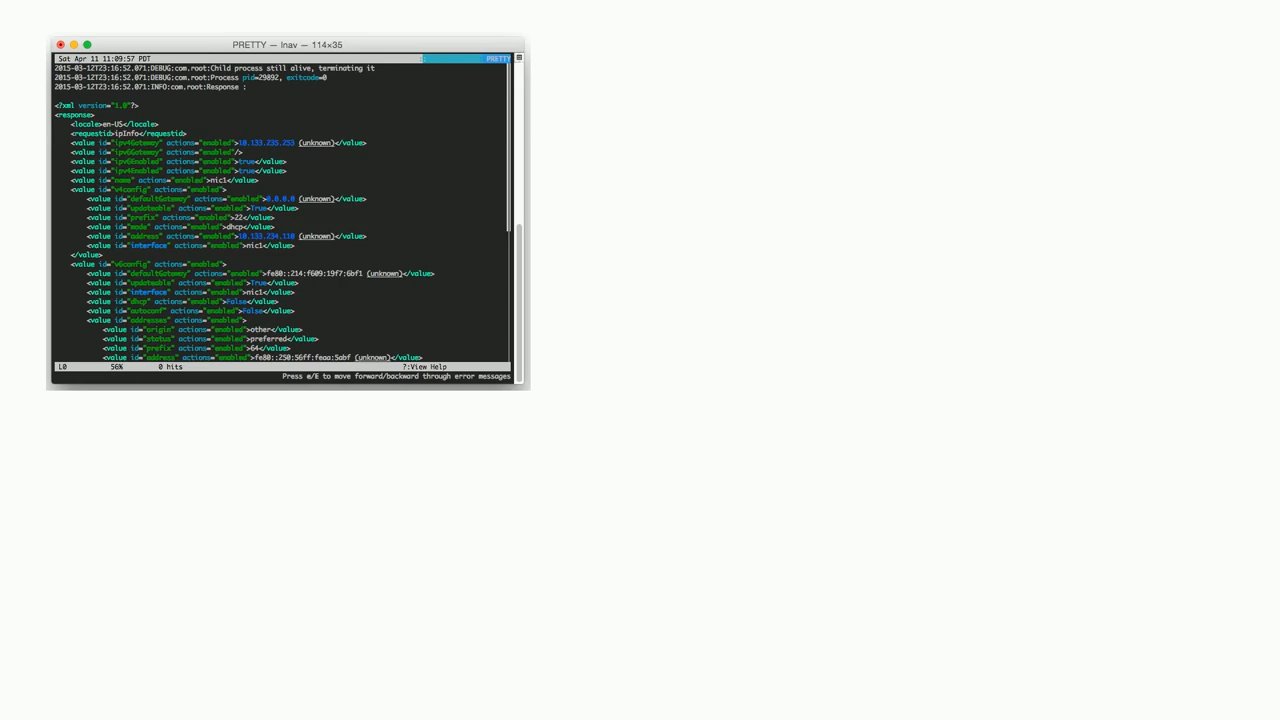 PRETTY — lnav — 114×35
Sat Apr 11 11:09:57 PDT PRETTY
2015-03-12T23:16:52.071:DEBUG:com.root:Child process still alive, terminating it
2015-03-12T23:16:52.071:DEBUG:com.root:Process pid=29892, exitcode=0
2015-03-12T23:16:52.071:INFO:com.root:Response :
<?xml version="1.0"?>
<response>
<locale>en-US</locale>
<requestid>ipInfo</requestid>
<value id="ipv4Gateway" actions="enabled">10.133.235.253 (unknown)</value>
<value id="ipv6Gateway" actions="enabled"/>
<value id="ipv6Enabled" actions="enabled">true</value>
<value id="ipv4Enabled" actions="enabled">true</value>
<value id="name" actions="enabled">nic1</value>
<value id="v4config" actions="enabled">
<value id="defaultGateway" actions="enabled">0.0.0.0 (unknown)</value>
<value id="updateable" actions="enabled">True</value>
<value id="prefix" actions="enabled">22</value>
<value id="mode" actions="enabled">dhcp</value>
<value id="address" actions="enabled">10.133.234.110 (unknown)</value>
<value id="interface" actions="enabled">nic1</value>
</value>
<value id="v6config" actions="enabled">
<value id="defaultGateway" actions="enabled">fe80::214:f609:19f7:6bf1 (unknown)</value>
<value id="updateable" actions="enabled">True</value>
<value id="interface" actions="enabled">nic1</value>
<value id="dhcp" actions="enabled">False</value>
<value id="autoconf" actions="enabled">False</value>
<value id="addresses" actions="enabled">
<value id="origin" actions="enabled">other</value>
<value id="status" actions="enabled">preferred</value>
<value id="prefix" actions="enabled">64</value>
<value id="address" actions="enabled">fe80::250:56ff:feaa:5abf (unknown)</value>
L0 56% 0 hits ?:View Help
Press e/E to move forward/backward through error messages